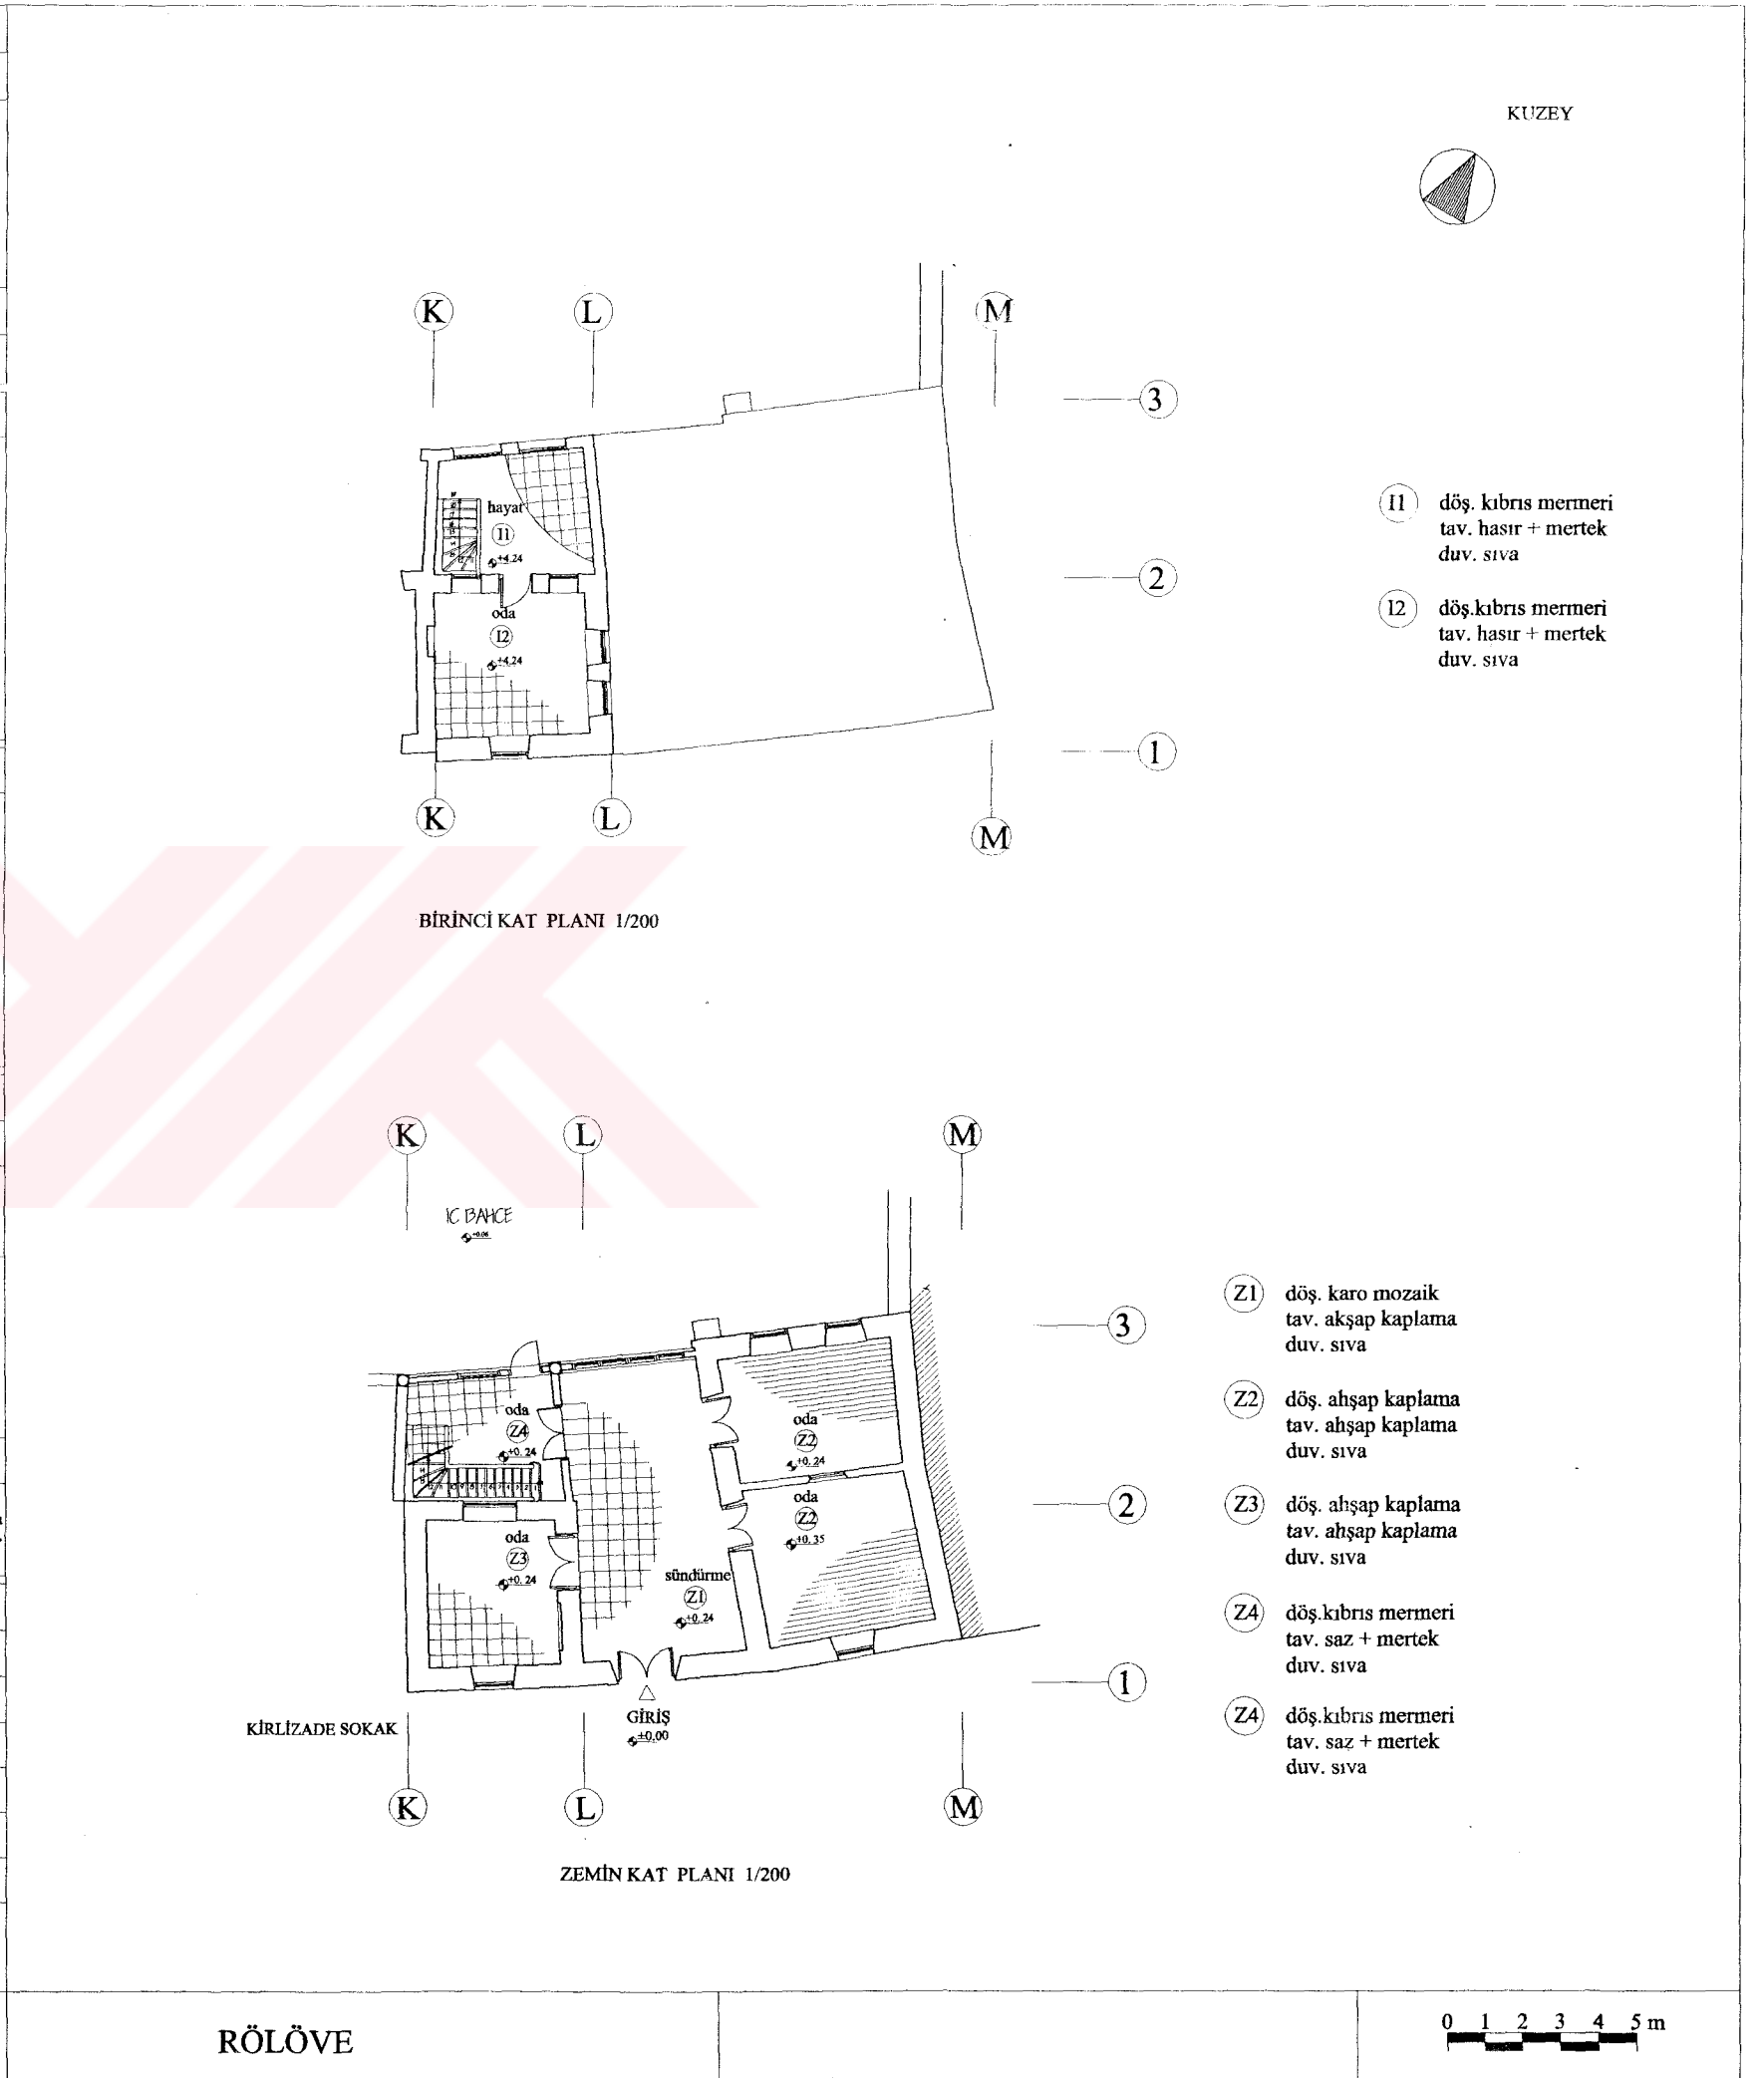 KUZEY
K
L
M
3
I1
döş. kıbrıs mermeri
tav. hasır + mertek
duv. sıva
hayat
I1
+4.24
2
I2
döş.kıbrıs mermeri
tav. hasır + mertek
duv. sıva
oda
I2
+4.24
1
K
L
M
BİRİNCİ KAT PLANI 1/200
K
L
M
IC BAHCE
+0.06
3
Z1
döş. karo mozaik
tav. akşap kaplama
duv. sıva
oda
Z4
+0. 24
oda
Z2
+0. 24
Z2
döş. ahşap kaplama
tav. ahşap kaplama
duv. sıva
oda
Z2
+0. 35
2
Z3
döş. ahşap kaplama
tav. ahşap kaplama
duv. sıva
oda
Z3
+0. 24
sündürme
Z1
+0.24
Z4
döş.kıbrıs mermeri
tav. saz + mertek
duv. sıva
1
GİRİŞ
±0.00
KİRLİZADE SOKAK
Z4
döş.kıbrıs mermeri
tav. saz + mertek
duv. sıva
K
L
M
ZEMİN KAT PLANI 1/200
RÖLÖVE
0 1 2 3 4 5 m